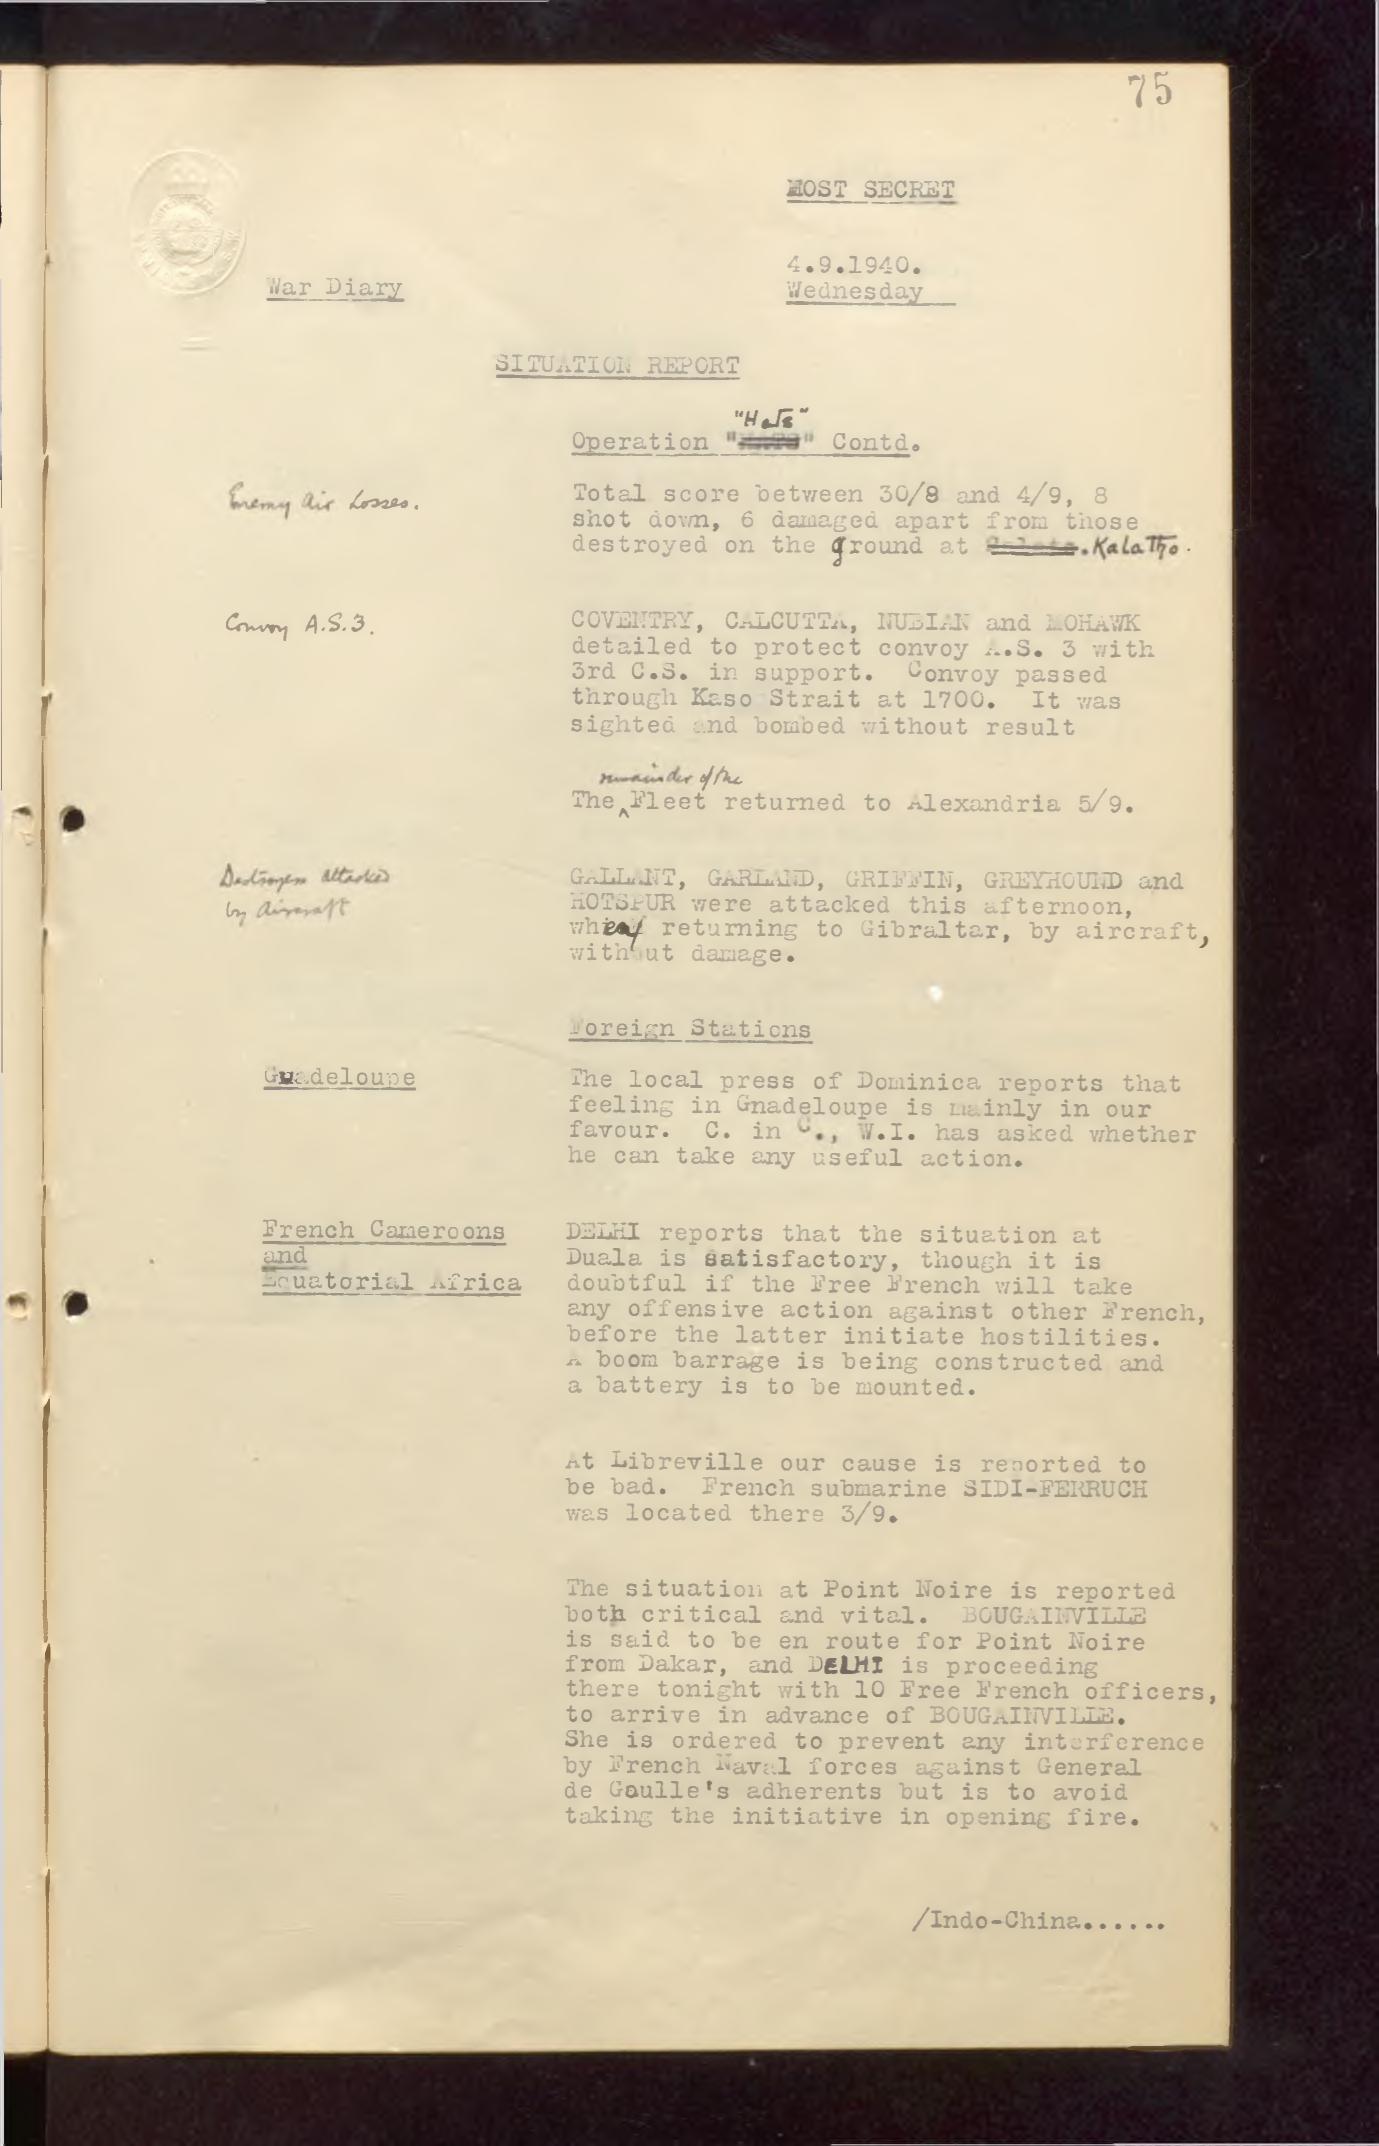 75
MOST SECRET
4.9.1940.
War Diary
Wednesday
SITUATION REPORT
"Hats"
Operation " " Contd.
Enemy Air Losses.
Total score between 30/8 and 4/9, 8
shot down, 6 damaged apart from those
destroyed on the ground at . Kalatho.
Convoy A.S.3.
COVENTRY, CALCUTTA, NUBIAN and MOHAWK
detailed to protect convoy A.S. 3 with
3rd C.S. in support. Convoy passed
through Kaso Strait at 1700. It was
sighted and bombed without result
remainder of the
The ^ Fleet returned to Alexandria 5/9.
Destroyers attacked
by Aircraft
GALLANT, GARLAND, GRIFFIN, GREYHOUND and
HOTSPUR were attacked this afternoon,
when returning to Gibraltar, by aircraft,
without damage.
Foreign Stations
Guadeloupe
The local press of Dominica reports that
feeling in Gnadeloupe is mainly in our
favour. C. in C., W.I. has asked whether
he can take any useful action.
French Cameroons
and
Equatorial Africa
DELHI reports that the situation at
Duala is satisfactory, though it is
doubtful if the Free French will take
any offensive action against other French,
before the latter initiate hostilities.
A boom barrage is being constructed and
a battery is to be mounted.
At Libreville our cause is reported to
be bad. French submarine SIDI-FERRUCH
was located there 3/9.
The situation at Point Noire is reported
both critical and vital. BOUGAINVILLE
is said to be en route for Point Noire
from Dakar, and DELHI is proceeding
there tonight with 10 Free French officers,
to arrive in advance of BOUGAINVILLE.
She is ordered to prevent any interference
by French Naval forces against General
de Gaulle's adherents but is to avoid
taking the initiative in opening fire.
/Indo-China......